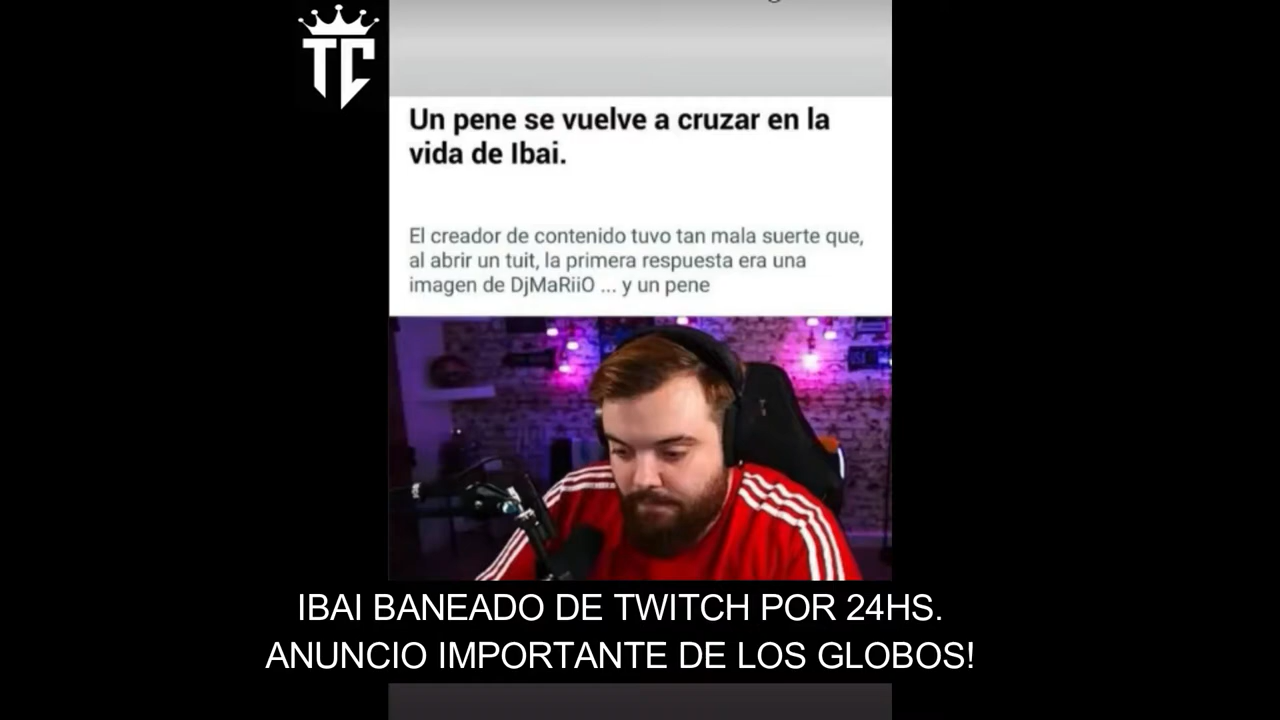 TC
Un pene se vuelve a cruzar en la
vida de Ibai.
El creador de contenido tuvo tan mala suerte que,
al abrir un tuit, la primera respuesta era una
imagen de DjMaRiiO ... y un pene
IBAI BANEADO DE TWITCH POR 24HS.
ANUNCIO IMPORTANTE DE LOS GLOBOS!